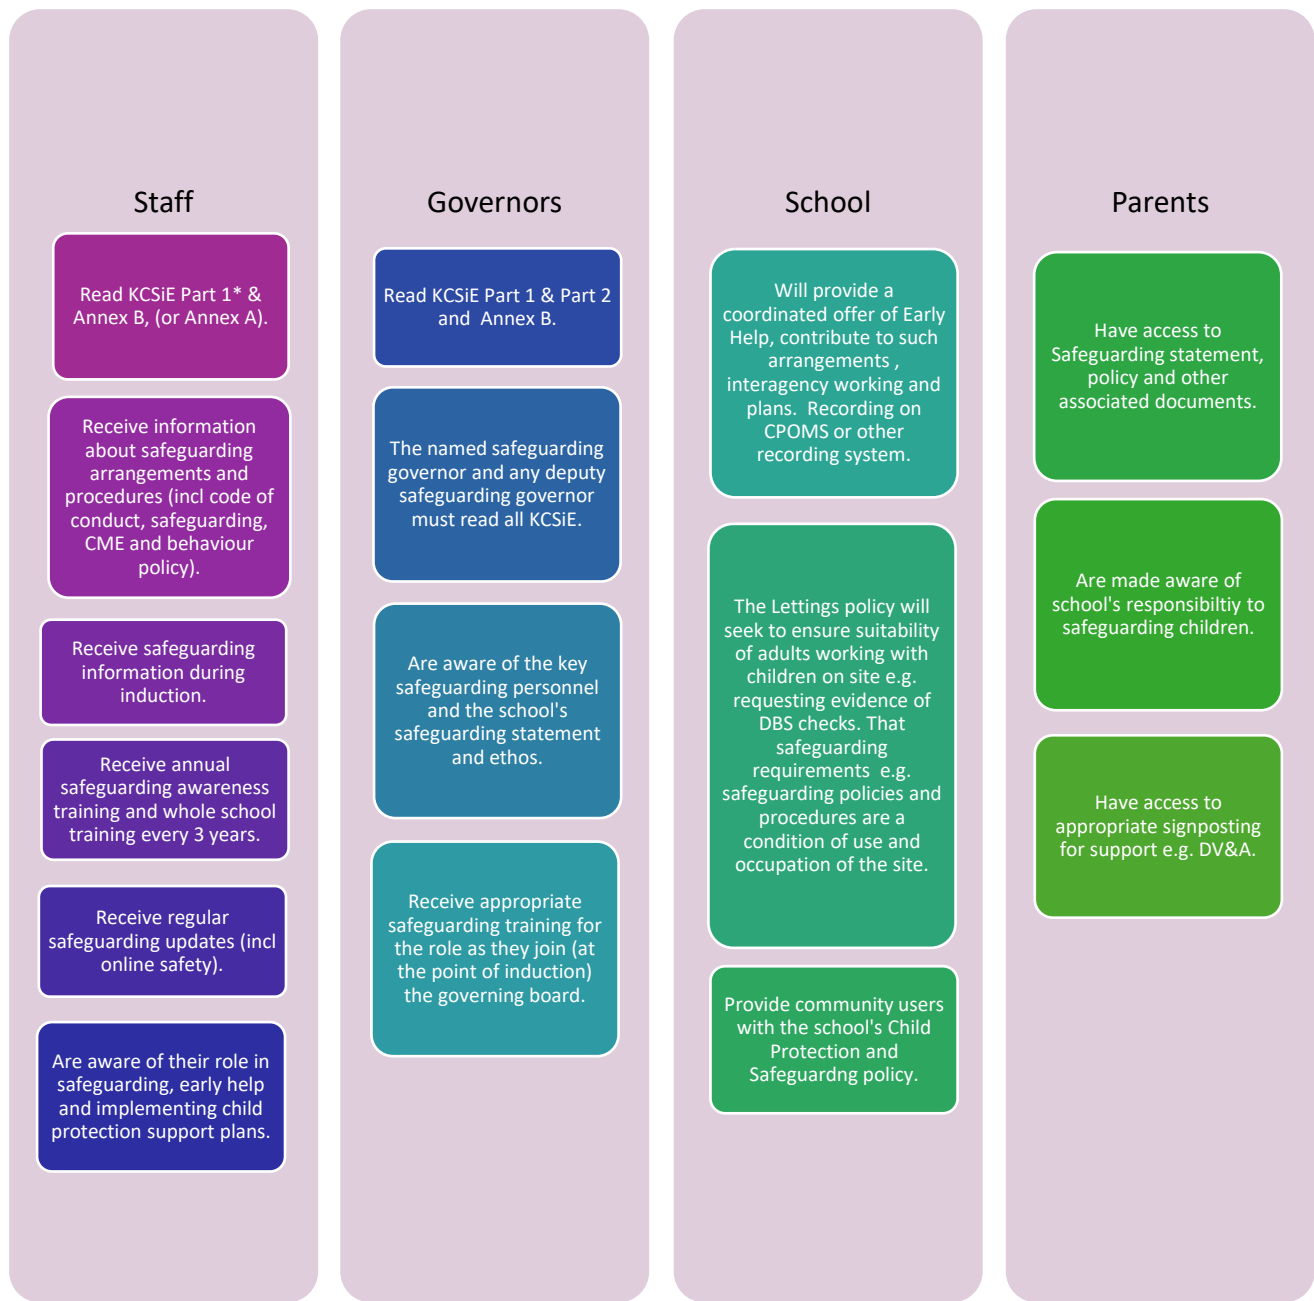 Staff
Read KCSiE Part 1* &
Annex B, (or Annex A).
Receive information
about safeguarding
arrangements and
procedures (incl code of
conduct, safeguarding,
CME and behaviour
policy).
Receive safeguarding
information during
induction.
Receive annual
safeguarding awareness
training and whole school
training every 3 years.
Receive regular
safeguarding updates (incl
online safety).
Are aware of their role in
safeguarding, early help
and implementing child
protection support plans.
Governors
Read KCSiE Part 1 & Part 2
and Annex B.
The named safeguarding
governor and any deputy
safeguarding governor
must read all KCSiE.
Are aware of the key
safeguarding personnel
and the school's
safeguarding statement
and ethos.
Receive appropriate
safeguarding training for
the role as they join (at
the point of induction)
the governing board.
School
Will provide a
coordinated offer of Early
Help, contribute to such
arrangements ,
interagency working and
plans. Recording on
CPOMS or other
recording system.
The Lettings policy will
seek to ensure suitability
of adults working with
children on site e.g.
requesting evidence of
DBS checks. That
safeguarding
requirements e.g.
safeguarding policies and
procedures are a
condition of use and
occupation of the site.
Provide community users
with the school's Child
Protection and
Safeguardng policy.
Parents
Have access to
Safeguarding statement,
policy and other
associated documents.
Are made aware of
school's responsibiltiy to
safeguarding children.
Have access to
appropriate signposting
for support e.g. DV&A.